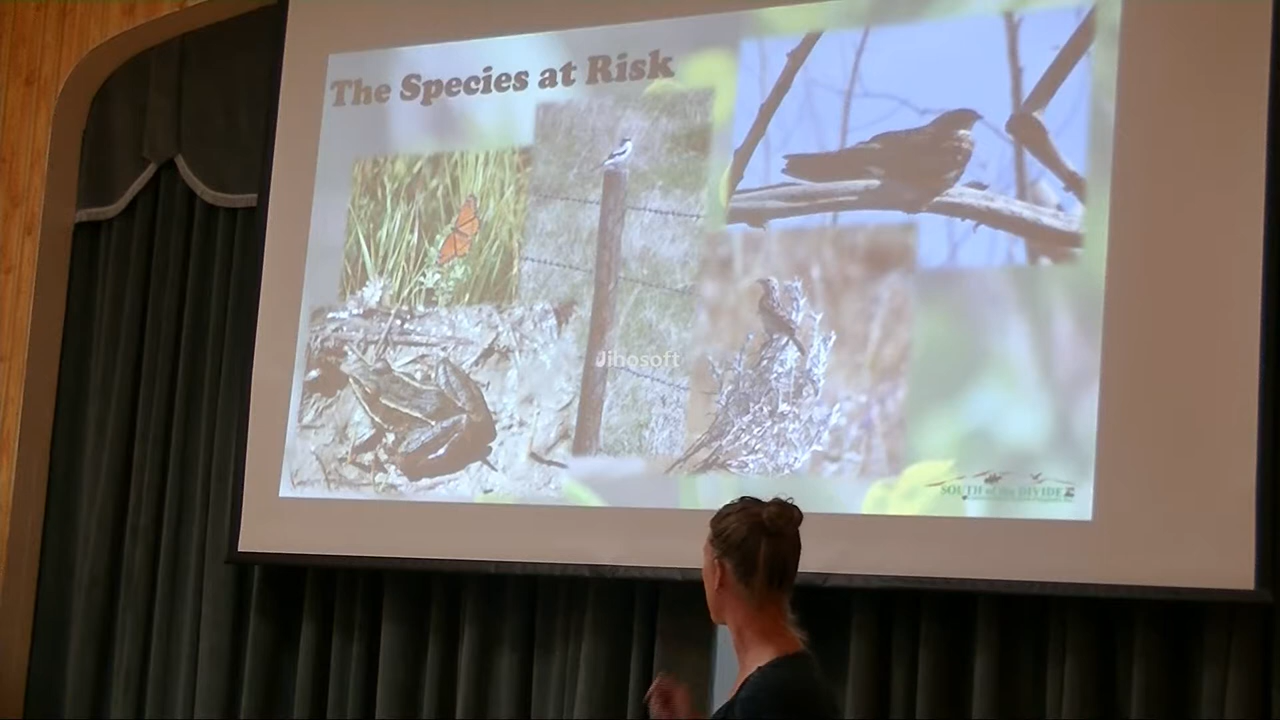 The Species at Risk
Jihosoft
SOUTH of the DIVIDE